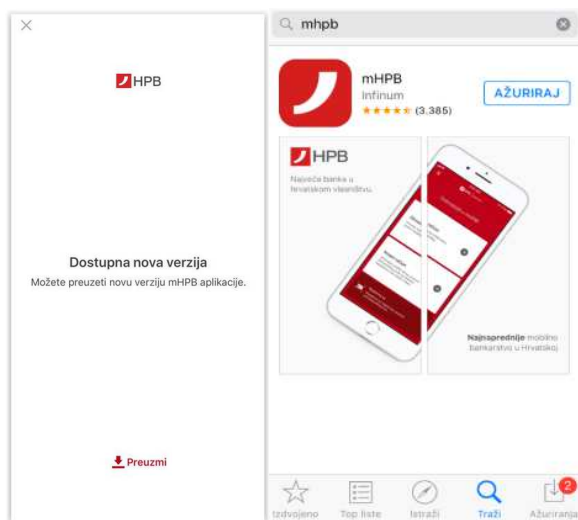 HPB
Dostupna nova verzija
Možete preuzeti novu verziju mHPB aplikacije.
Preuzmi
mhpb
mHPB
Infinum
(3.385)
AŽURIRAJ
HPB
Najveća banka u
hrvatskom vlasništvu.
Najnaprednije mobilno
bankarstvo u Hrvatskoj
Izdvojeno
Top liste
Istraži
Traži
2
Ažuriranja